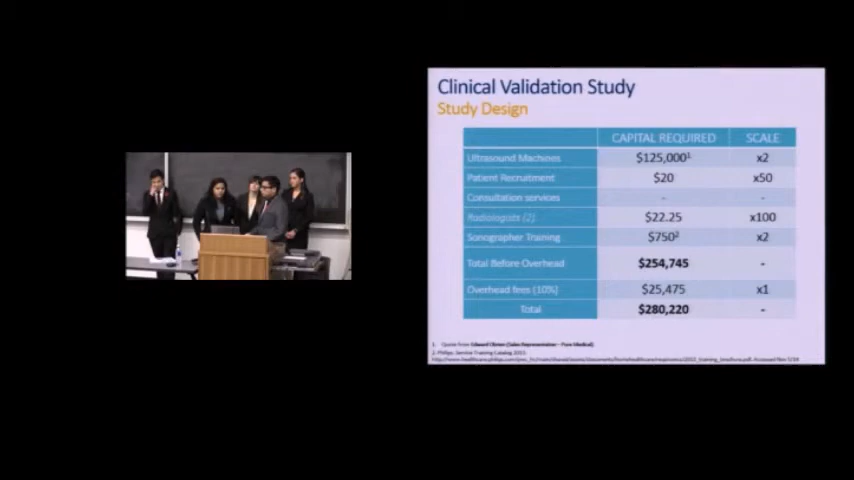 Clinical Validation Study
Study Design
CAPITAL REQUIRED SCALE
Ultrasound Machines $125,000¹ x2
Patient Recruitment $20 x50
Consultation services - -
Radiologists (2) $22.25 x100
Sonographer Training $750² x2
Total Before Overhead $254,745 -
Overhead fees (10%) $25,475 x1
Total $280,220 -
1. Quote from Edward (Sales Representative – Pure Medical)
2. Philips. Service Training Catalog